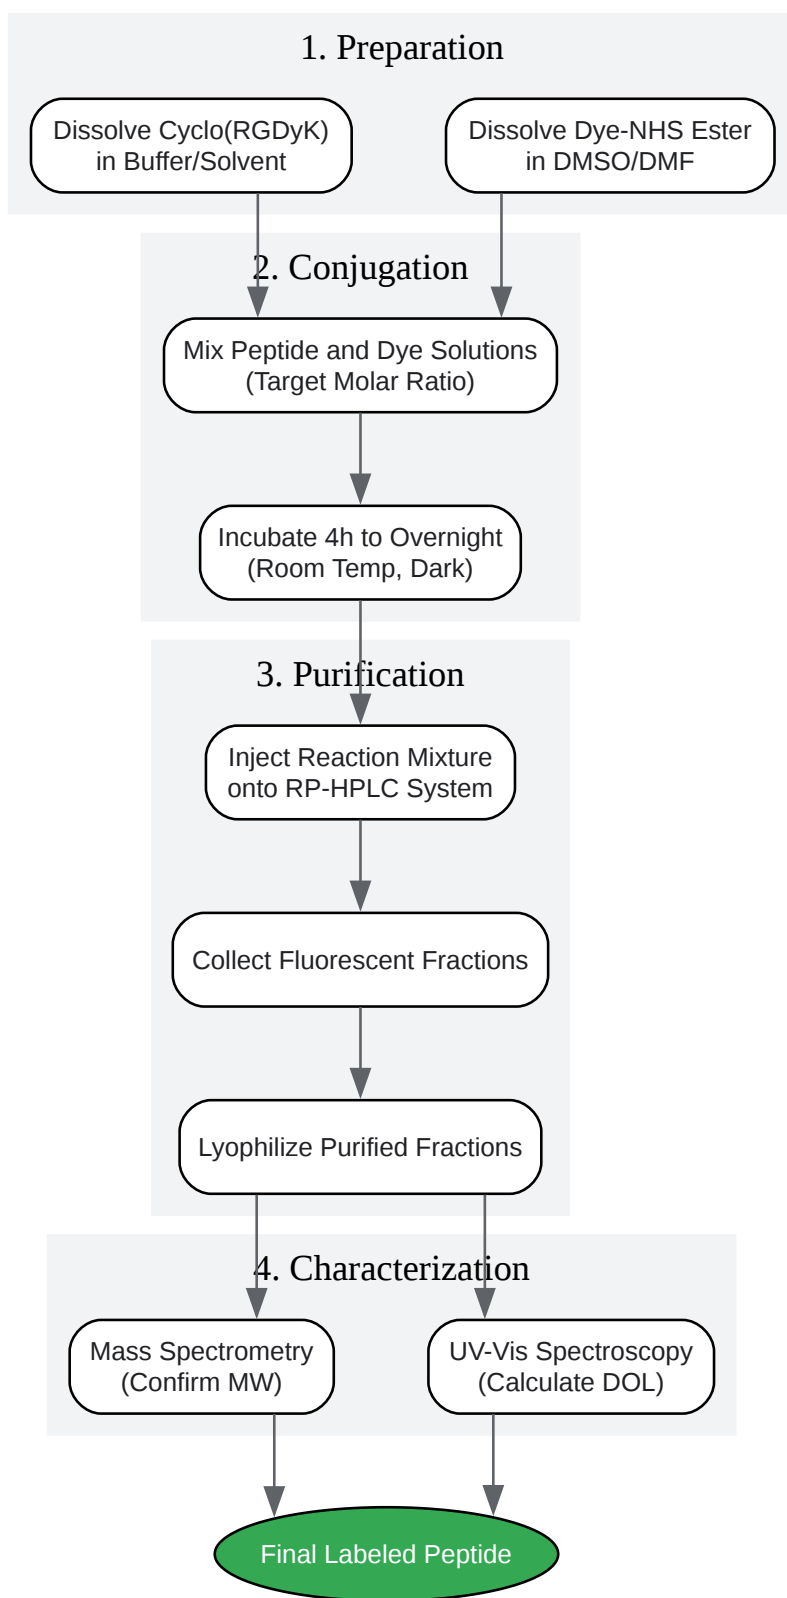 1. Preparation
Dissolve Cyclo(RGDyK)
in Buffer/Solvent
Dissolve Dye-NHS Ester
in DMSO/DMF
2. Conjugation
Mix Peptide and Dye Solutions
(Target Molar Ratio)
Incubate 4h to Overnight
(Room Temp, Dark)
3. Purification
Inject Reaction Mixture
onto RP-HPLC System
Collect Fluorescent Fractions
Lyophilize Purified Fractions
4. Characterization
Mass Spectrometry
(Confirm MW)
UV-Vis Spectroscopy
(Calculate DOL)
Final Labeled Peptide